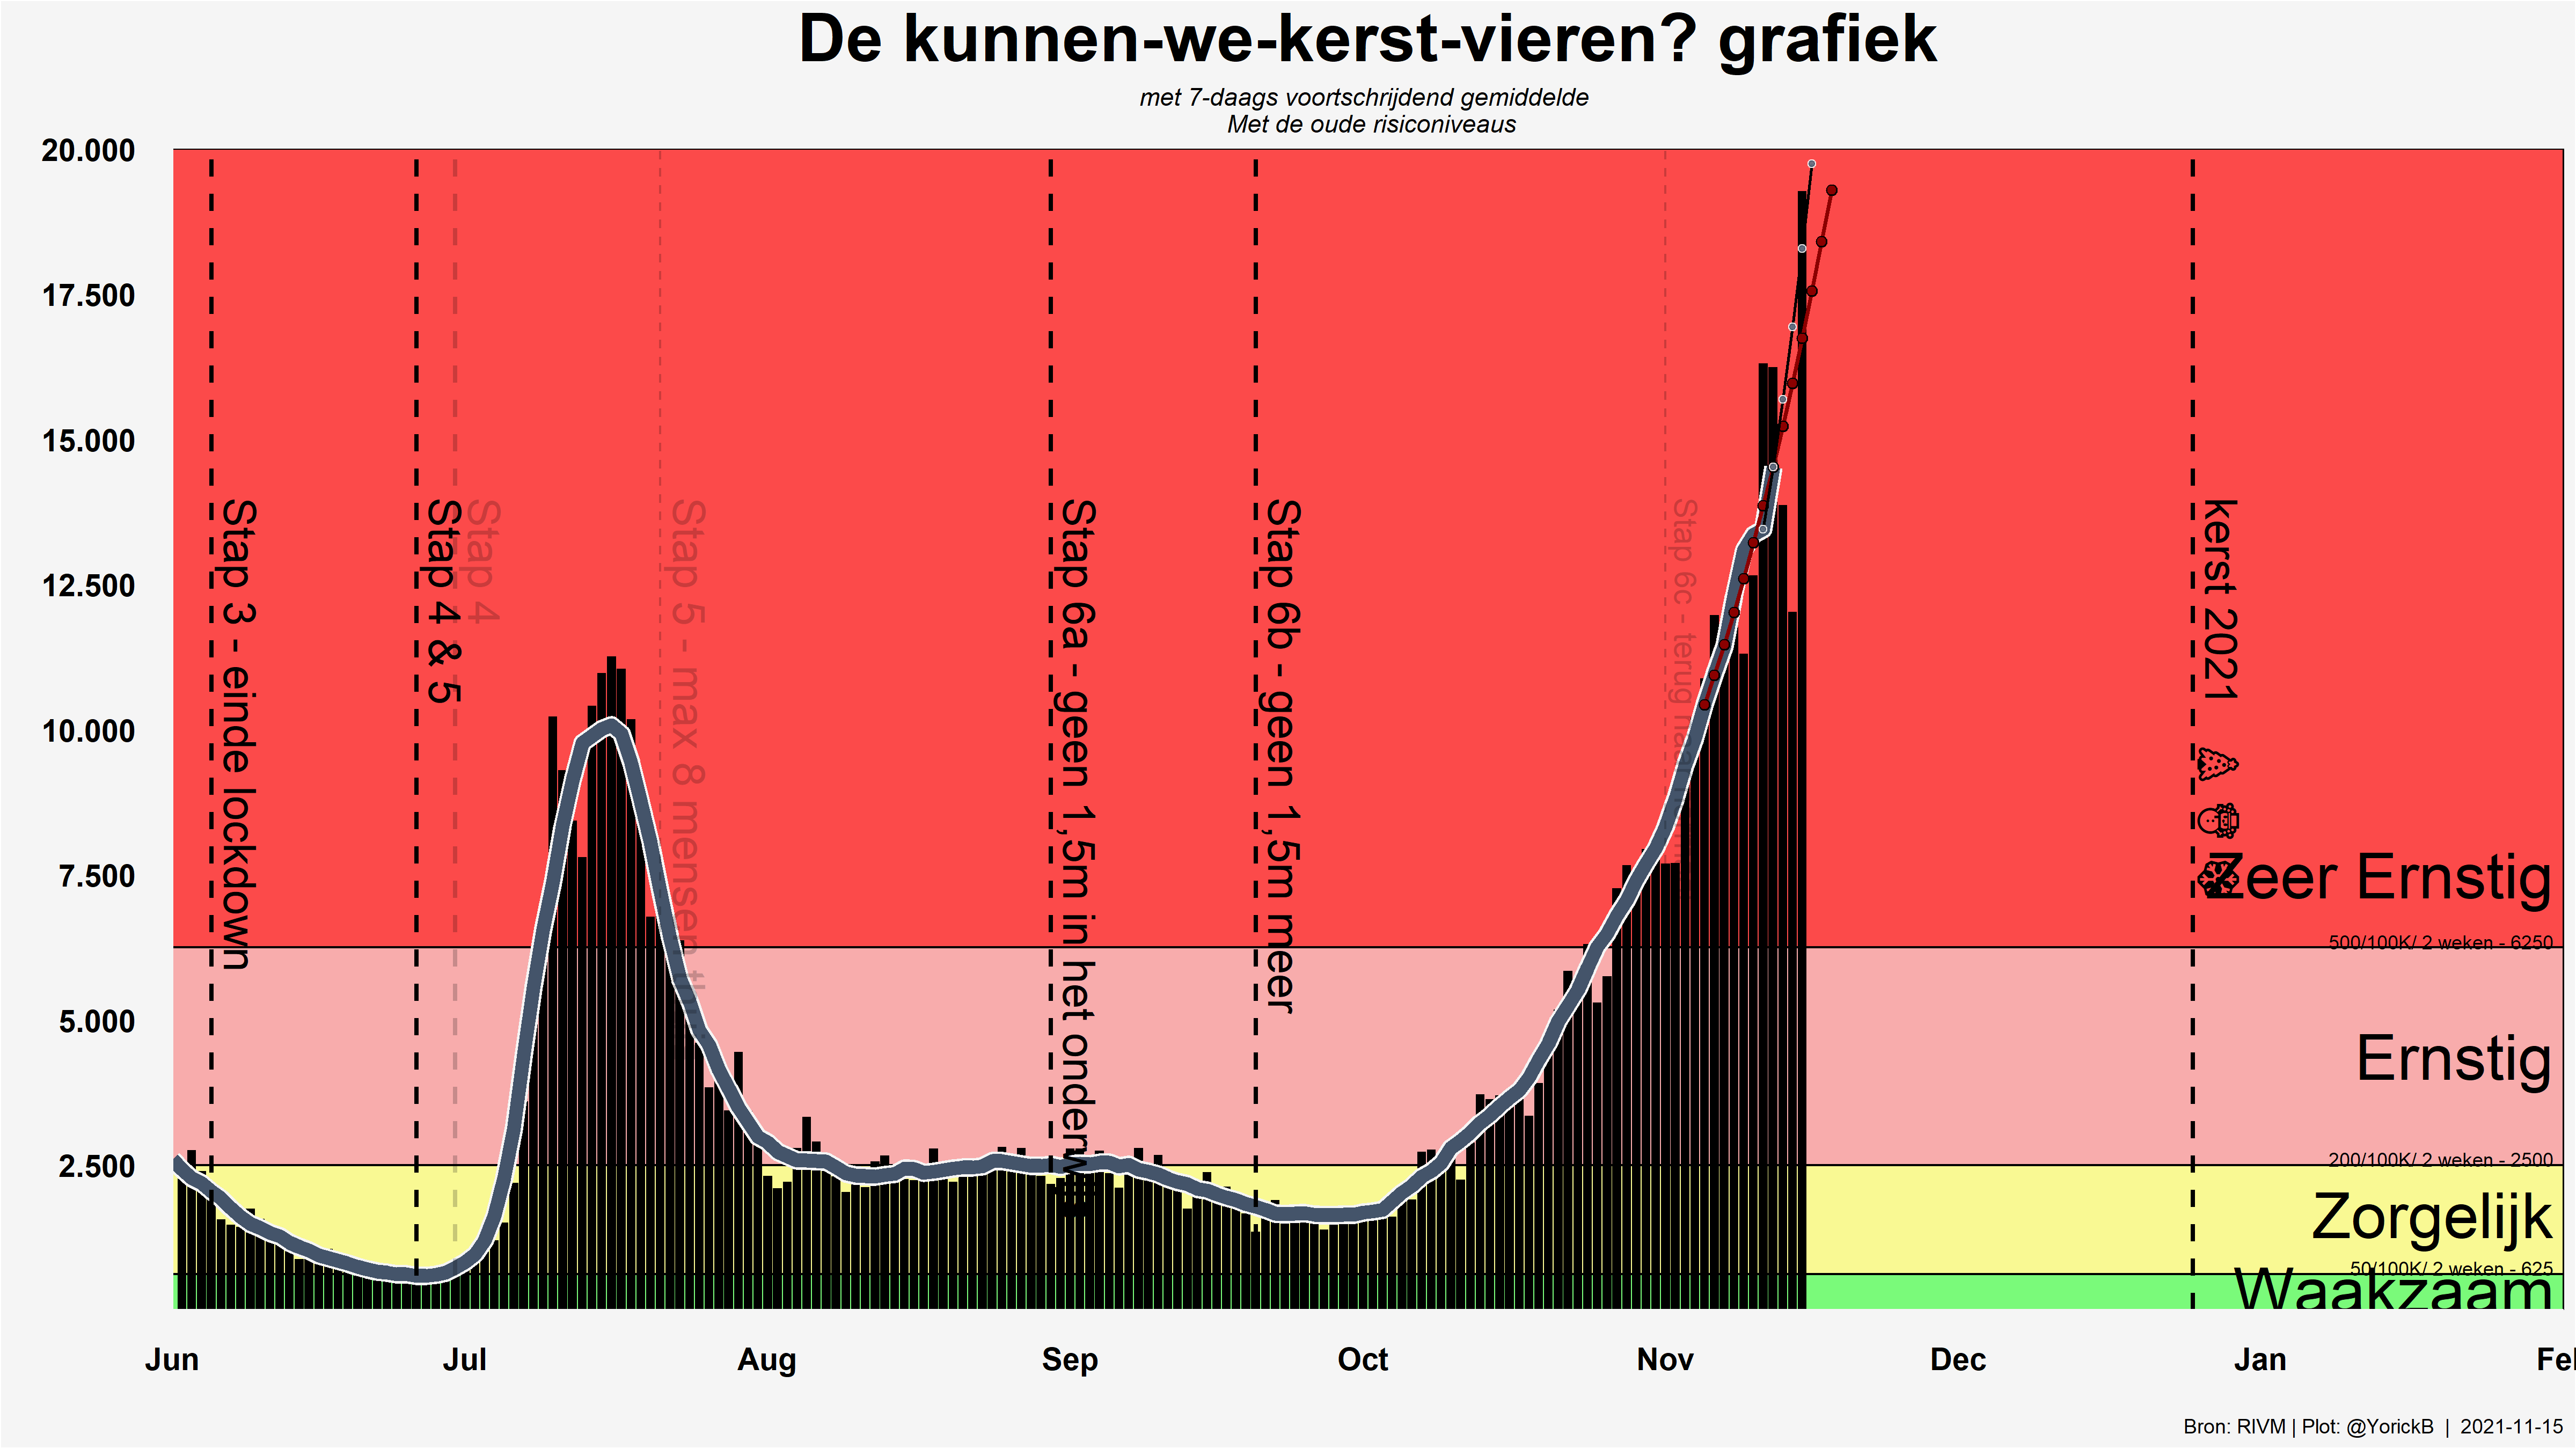 De kunnen-we-kerst-vieren? grafiek
met 7-daags voortschrijdend gemiddelde
Met de oude risiconiveaus
20.000
17.500
15.000
12.500
10.000
7.500
5.000
2.500
Stap 3 - einde lockdown
Stap 4 & 5
Stap 4
Stap 5 - max 8 mensen
Stap 6a - geen 1,5m in het onderwijs
Stap 6b - geen 1,5m meer
Stap 6c - terug naar
kerst 2021
Zeer Ernstig
500/100K/ 2 weken - 6250
Ernstig
200/100K/ 2 weken - 2500
Zorgelijk
50/100K/ 2 weken - 625
Waakzaam
Jun
Jul
Aug
Sep
Oct
Nov
Dec
Jan
Bron: RIVM | Plot: @YorickB | 2021-11-15